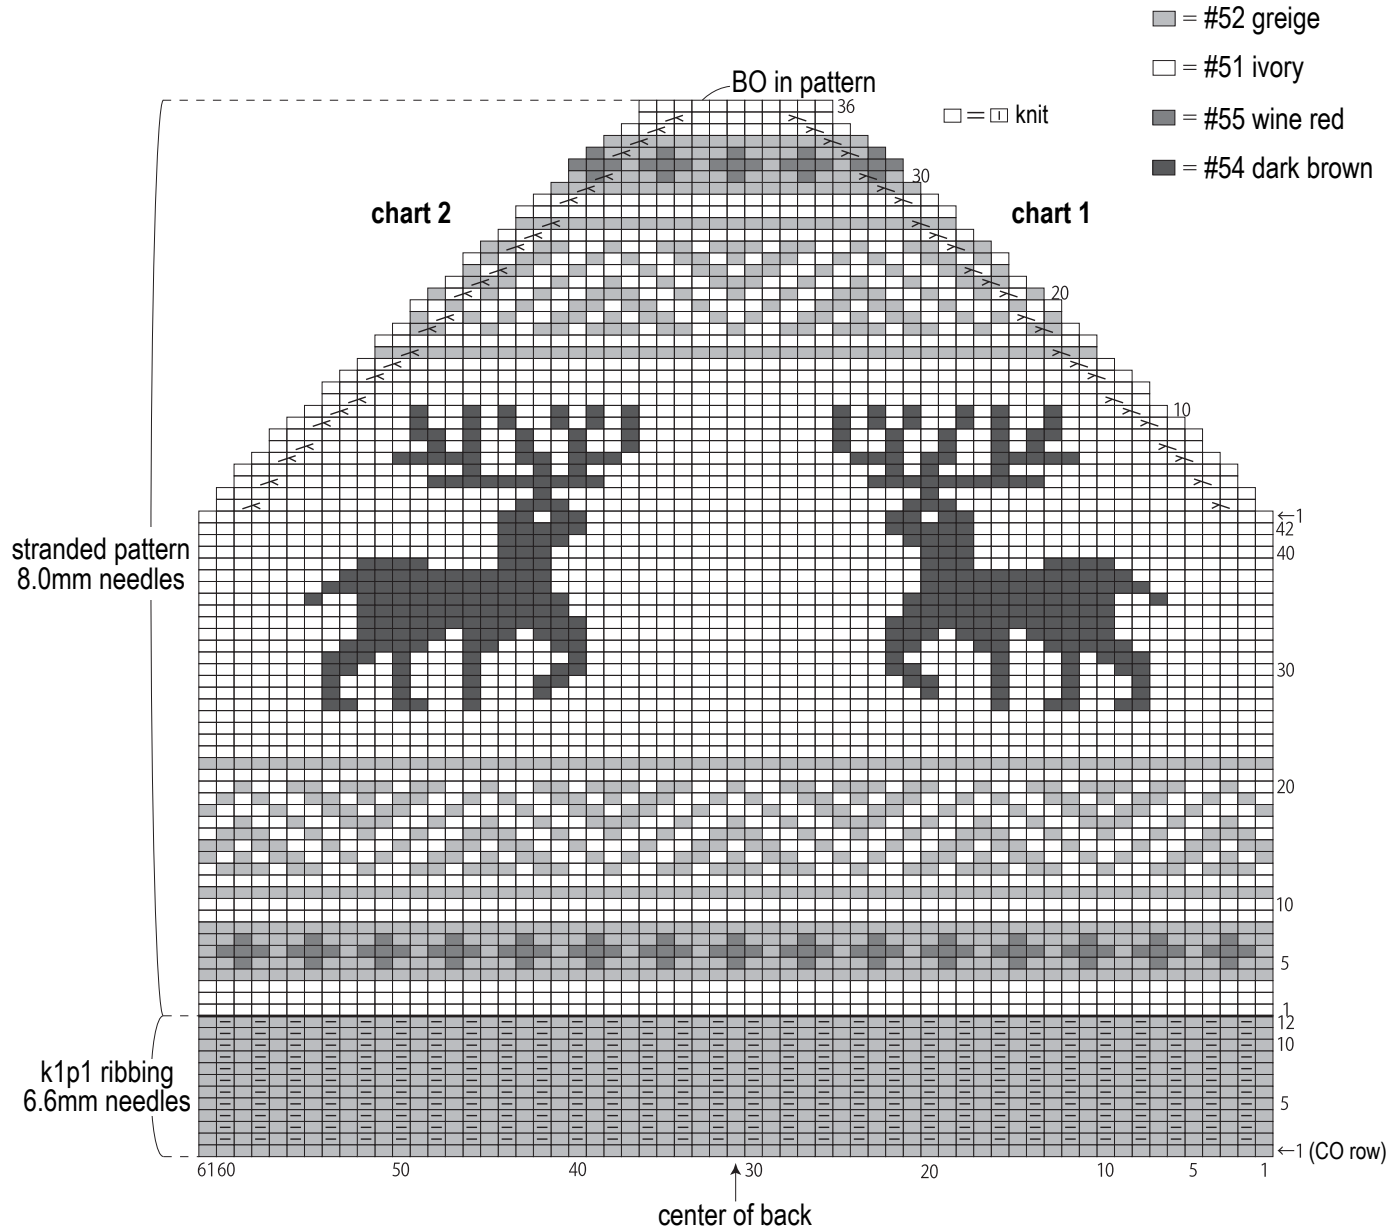 = #52 greige
= #51 ivory
= #55 wine red
= #54 dark brown
BO in pattern
36
= knit
30
chart 2
chart 1
20
10
←1
42
40
stranded pattern
8.0mm needles
30
20
10
5
1
12
10
k1p1 ribbing
6.6mm needles
5
←1 (CO row)
61 60 50 40 30 20 10 5 1
center of back